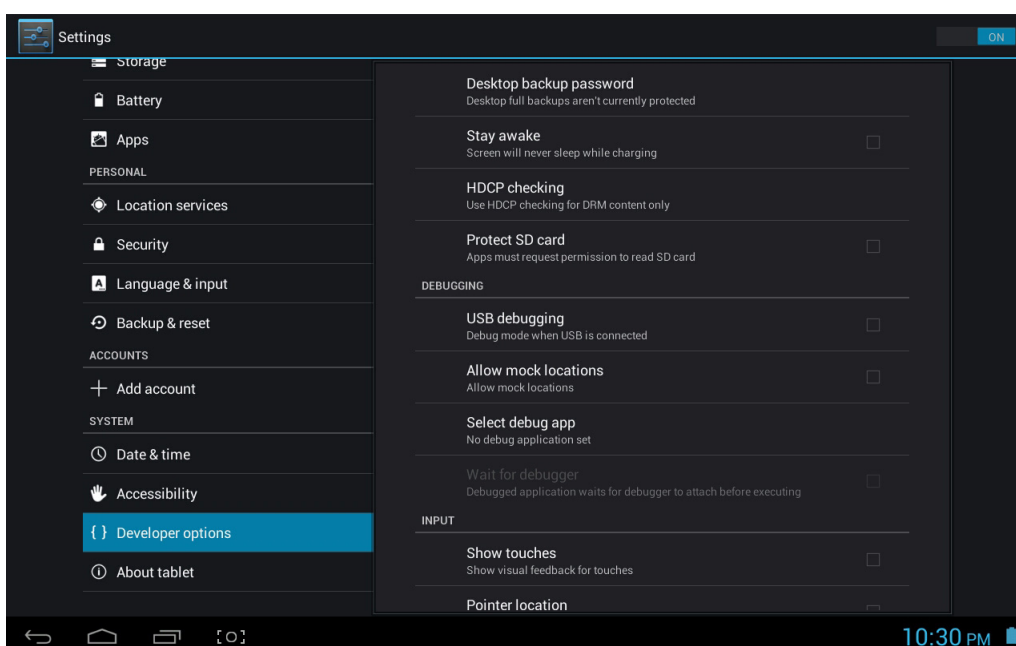 Settings
ON
Storage
Battery
Apps
PERSONAL
Location services
Security
Language & input
Backup & reset
ACCOUNTS
Add account
SYSTEM
Date & time
Accessibility
{ } Developer options
About tablet
Desktop backup password
Desktop full backups aren't currently protected
Stay awake
Screen will never sleep while charging
HDCP checking
Use HDCP checking for DRM content only
Protect SD card
Apps must request permission to read SD card
DEBUGGING
USB debugging
Debug mode when USB is connected
Allow mock locations
Allow mock locations
Select debug app
No debug application set
Wait for debugger
Debugged application waits for debugger to attach before executing
INPUT
Show touches
Show visual feedback for touches
Pointer location
10:30 PM